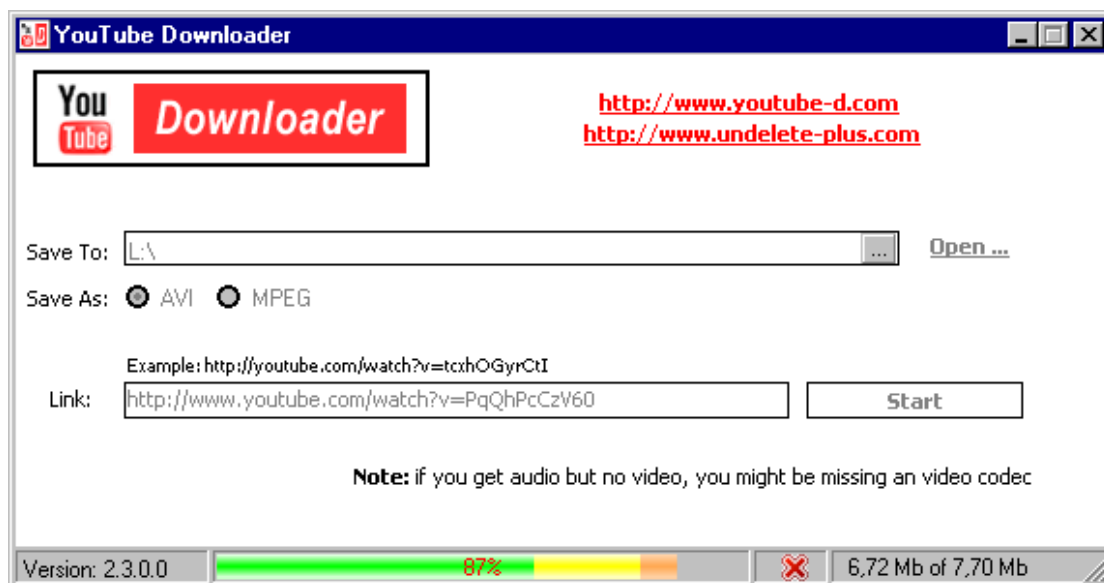 YouTube Downloader
You
Tube
Downloader
http://www.youtube-d.com
http://www.undelete-plus.com
Save To: L:\ ... Open ...
Save As: AVI MPEG
Example: http://youtube.com/watch?v=tcxhOGyrCtI
Link: http://www.youtube.com/watch?v=PqQhPcCzV60 Start
Note: if you get audio but no video, you might be missing an video codec
Version: 2.3.0.0 87% 6,72 Mb of 7,70 Mb